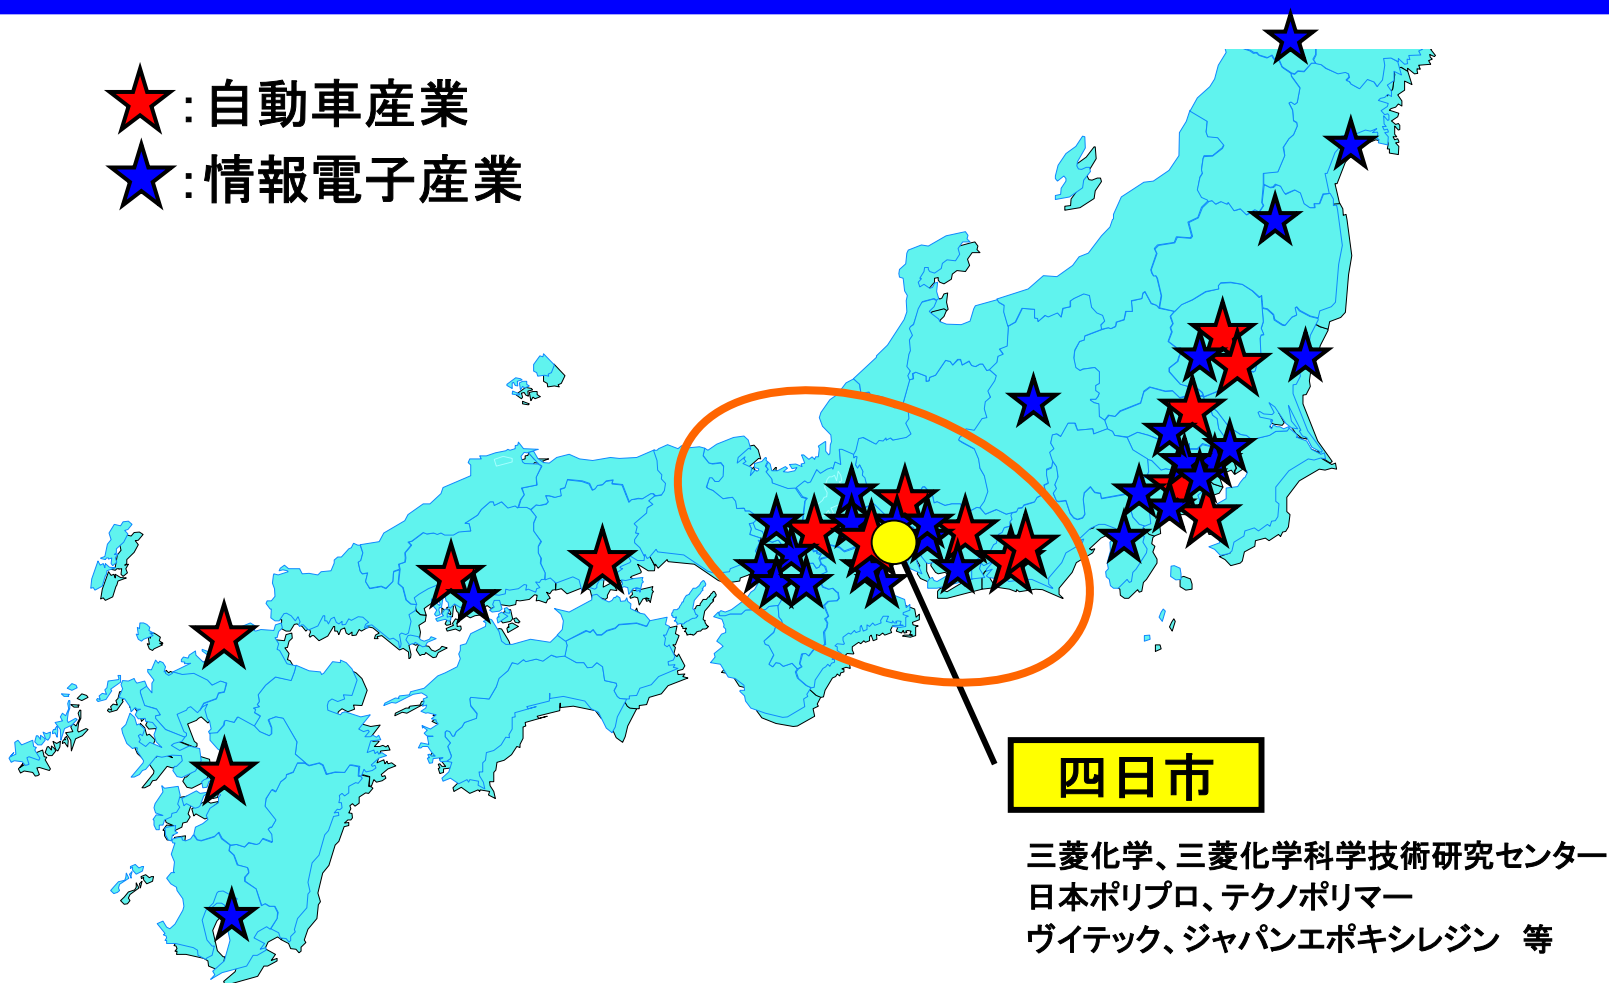 ：自動車産業
：情報電子産業
四日市
三菱化学、三菱化学科学技術研究センター
日本ポリプロ、テクノポリマー
ヴイテック、ジャパンエポキシレジン　等